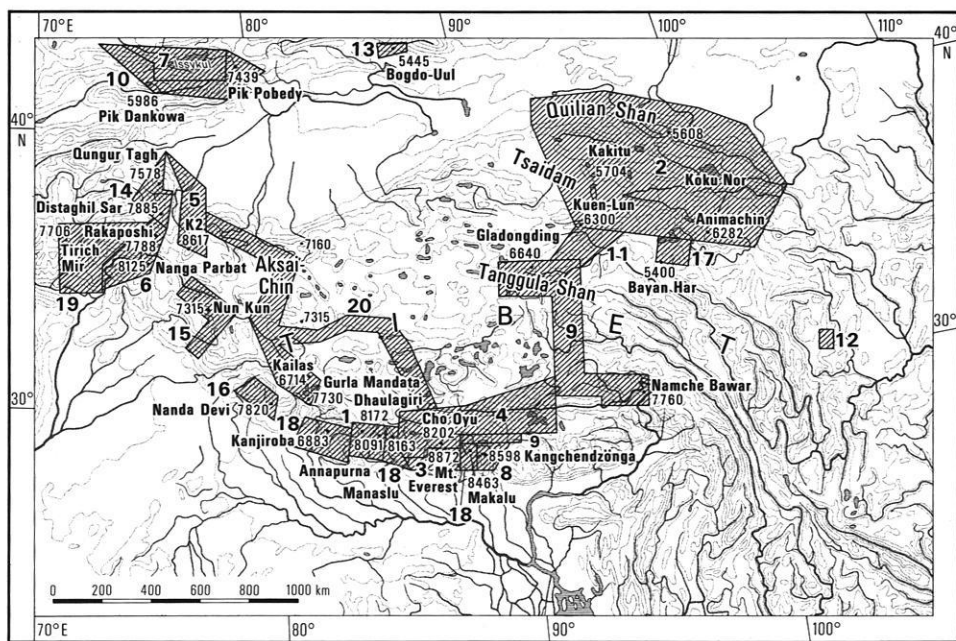 70°E 80°E 90°E 100°E 110°E
40°
13
7
Issykul
7439
5445
Bogdo-Uul
10
Pik Pobedy
5986
Pik Dankowa
40°
N
N
Quilian Shan
5608
Qungur Tagh
7578
Kakitu
5704
2
Tsaidam
Koku Nor
14
5
Distaghil Sar 7885
Kuen-Lun
6300
Animachin
6282
7706
Rakaposhi
7788
K2
8617
7160
Gladongding
6640
11
17
Tirich
Mir
8125
Nanga Parbat
Aksai-
Chin
5400
Bayan Har
19
6
Tanggula Shan
7315
Nun Kun
20
7315
15
T I B E T
9
12
30°
Kailas
6714
Gurla Mandata
7730
Dhaulagiri
8172
Namche Bawar
7760
16
Nanda Devi
7820
1
30°
N
18
Cho Oyu
8202
4
Kanjiroba 6883
8091
8163
9
8872
8598
Kangchendzonga
Annapurna
18
3
Mt.
Everest
8463
8
Manaslu
Makalu
18
0 200 400 600 800 1000 km
70°E 80°E 90°E 100°E